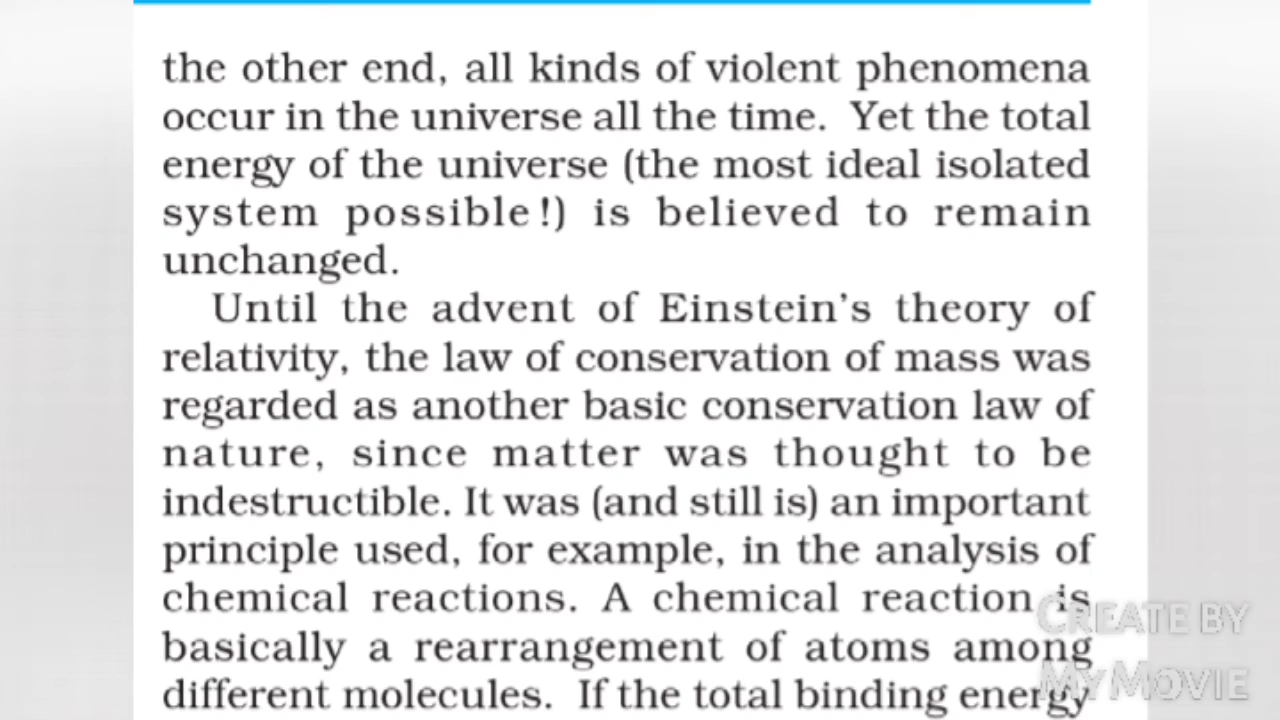 the other end, all kinds of violent phenomena
occur in the universe all the time. Yet the total
energy of the universe (the most ideal isolated
system possible!) is believed to remain
unchanged.
Until the advent of Einstein's theory of
relativity, the law of conservation of mass was
regarded as another basic conservation law of
nature, since matter was thought to be
indestructible. It was (and still is) an important
principle used, for example, in the analysis of
chemical reactions. A chemical reaction is
basically a rearrangement of atoms among
different molecules. If the total binding energy
CREATE BY
MYMOVIE